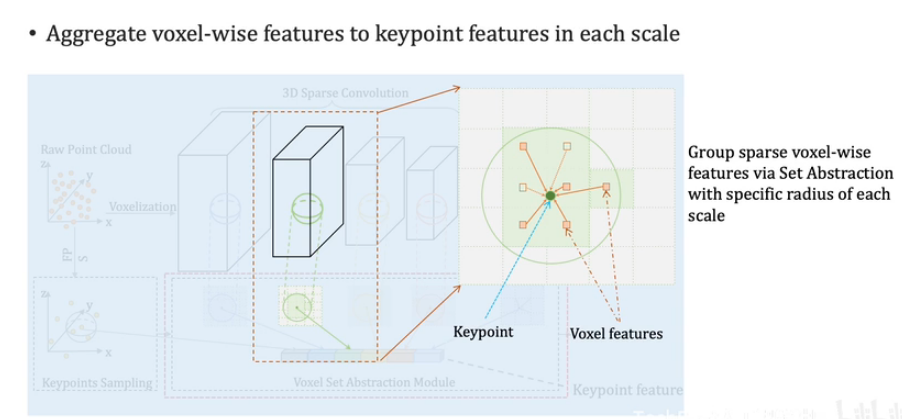 • Aggregate voxel-wise features to keypoint features in each scale
3D Sparse Convolution
Raw Point Cloud
z
y
x
Voxelization
FP
S
Group sparse voxel-wise
features via Set Abstraction
with specific radius of each
scale
z
y
x
Keypoint
Voxel features
Keypoints Sampling
Voxel Set Abstraction Module
Keypoint feature